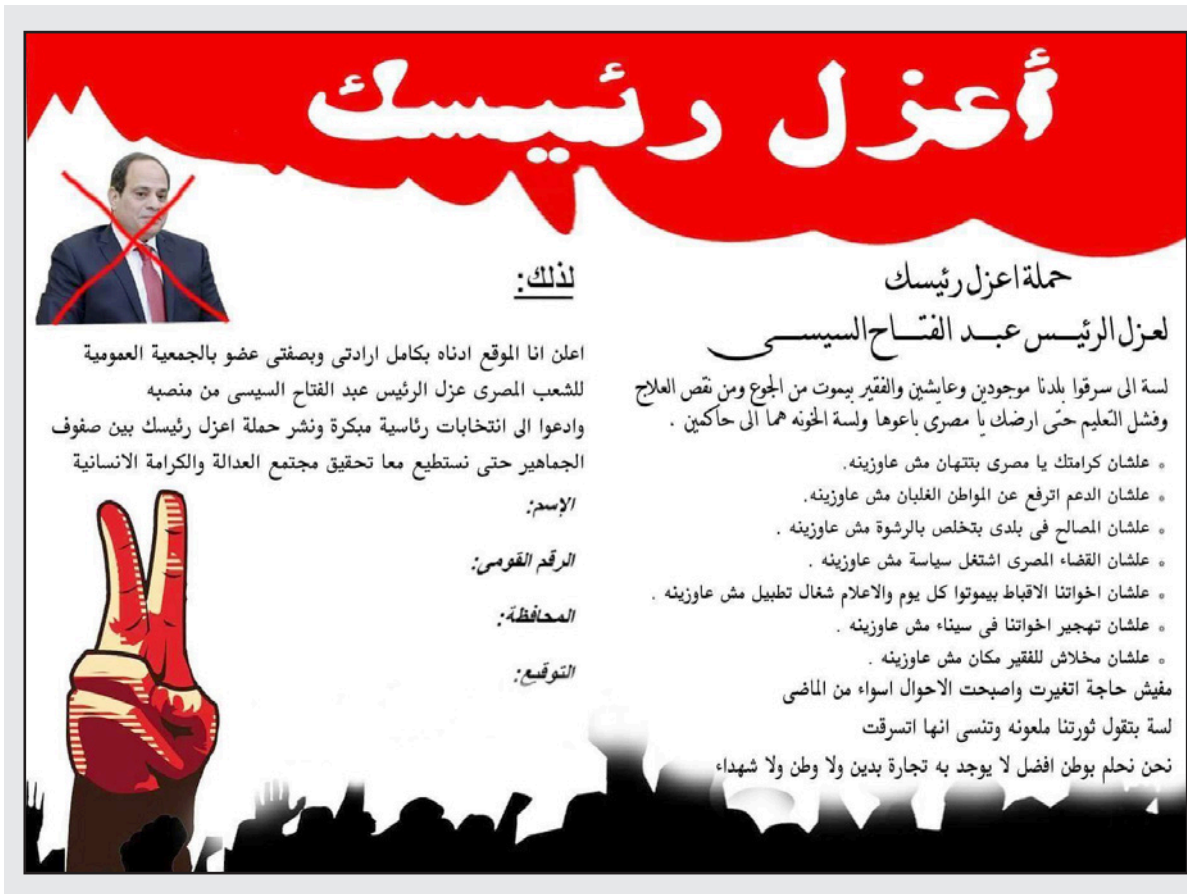 أعزل رئيسك
حملة اعزل رئيسك
لعزل الرئيــس عبـد الفتـــاح السيســـى
لسة الى سرقوا بلدنا موجودين وعايشين والفقير بيموت من الجوع ومن نقص العلاج
وفشل التعليم حتى ارضك يا مصرى باعوها ولسة الخونه هما الى حاكمين .
علشان كرامتك يا مصرى بتتهان مش عاوزينه.
علشان الدعم اترفع عن المواطن الغلبان مش عاوزينه.
علشان المصالح فى بلدى بتخلص بالرشوة مش عاوزينه .
علشان القضاء المصرى اشتغل سياسة مش عاوزينه .
علشان اخواتنا الاقباط بيموتوا كل يوم والاعلام شغال تطبيل مش عاوزينه .
علشان تهجير اخواتنا فى سيناء مش عاوزينه .
علشان مخلاش للفقير مكان مش عاوزينه .
مفيش حاجة اتغيرت واصبحت الاحوال اسواء من الماضى
لسة بتقول ثورتنا ملعونه وتنسى انها اتسرقت
نحن نحلم بوطن افضل لا يوجد به تجارة بدين ولا وطن ولا شهداء
لذلك:
اعلن انا الموقع ادناه بكامل ارادتى وبصفتى عضو بالجمعية العمومية
للشعب المصرى عزل الرئيس عبد الفتاح السيسى من منصبه
وادعوا الى انتخابات رئاسية مبكرة ونشر حملة اعزل رئيسك بين صفوف
الجماهير حتى نستطيع معا تحقيق مجتمع العدالة والكرامة الانسانية
الإسم:
الرقم القومى:
المحافظة:
التوقيع: